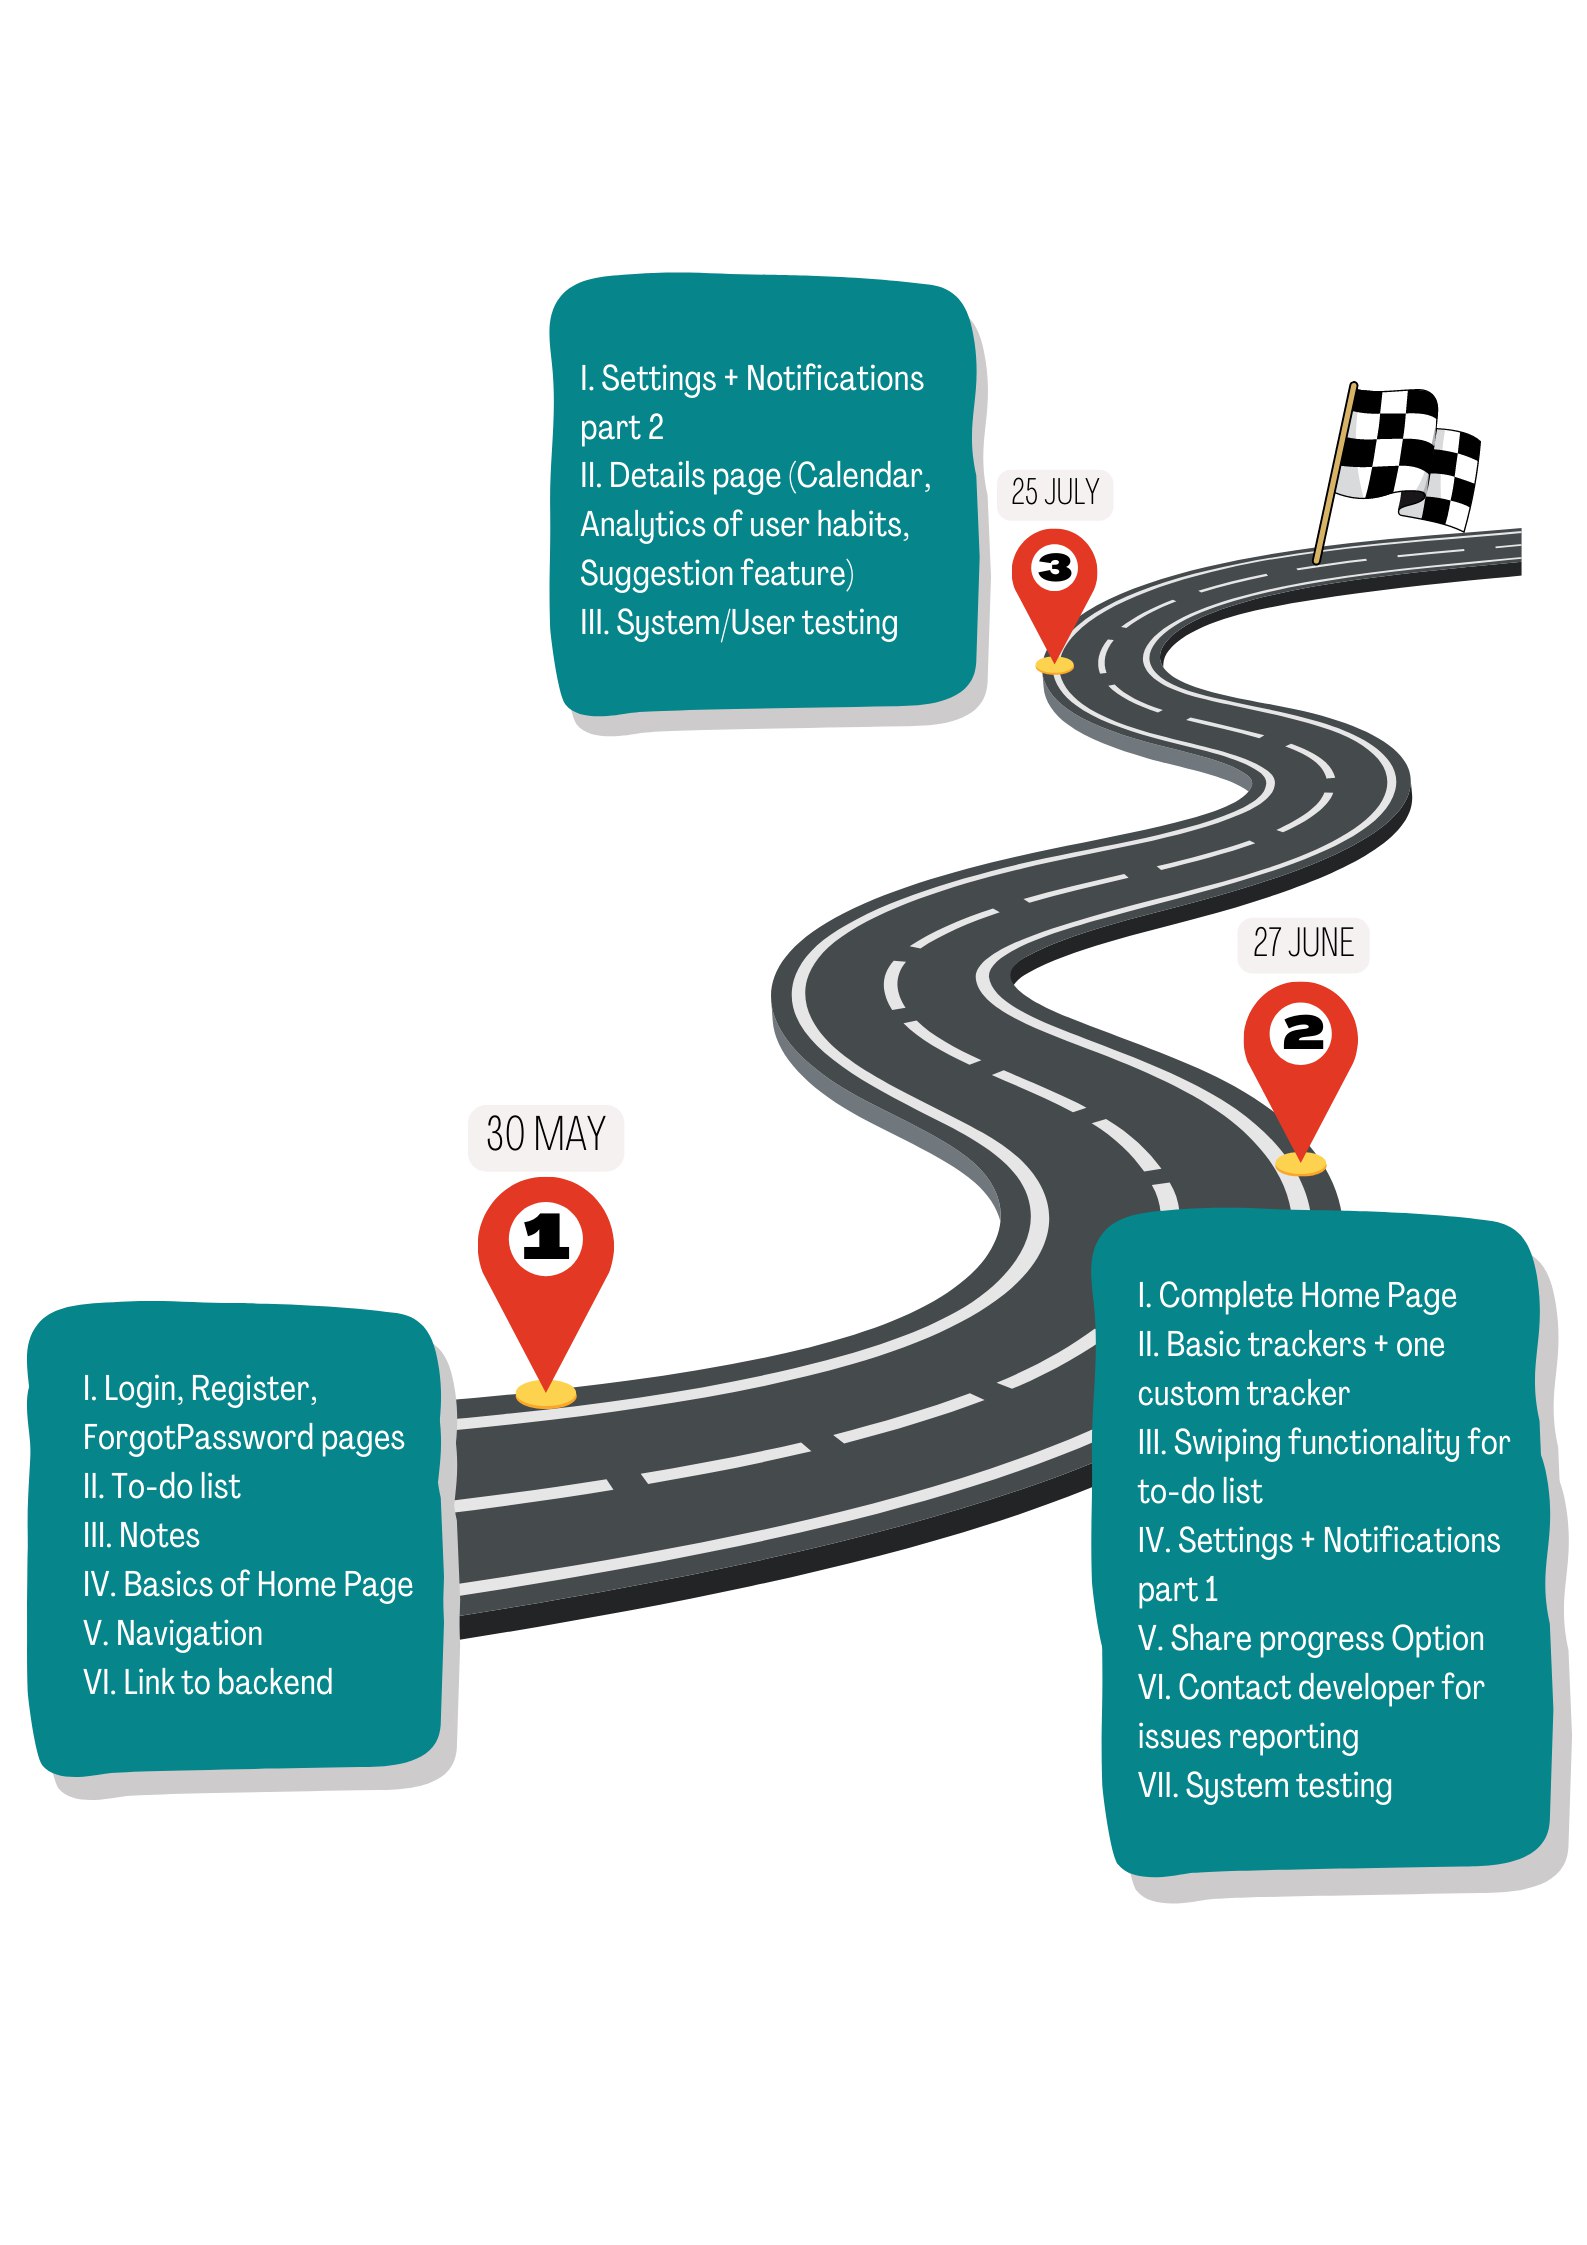 I. Settings + Notifications
part 2
II. Details page (Calendar,
Analytics of user habits,
Suggestion feature)
III. System/User testing
25 JULY
3
27 JUNE
2
30 MAY
1
I. Login, Register,
ForgotPassword pages
II. To-do list
III. Notes
IV. Basics of Home Page
V. Navigation
VI. Link to backend
I. Complete Home Page
II. Basic trackers + one
custom tracker
III. Swiping functionality for
to-do list
IV. Settings + Notifications
part 1
V. Share progress Option
VI. Contact developer for
issues reporting
VII. System testing